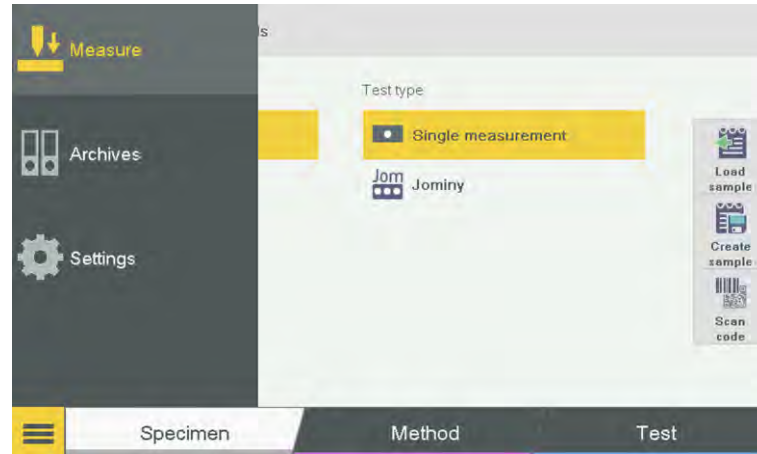 Measure
Archives
Settings
s
Test type
Single measurement
Jom
Jominy
Load
sample
Create
sample
Scan
code
Specimen
Method
Test